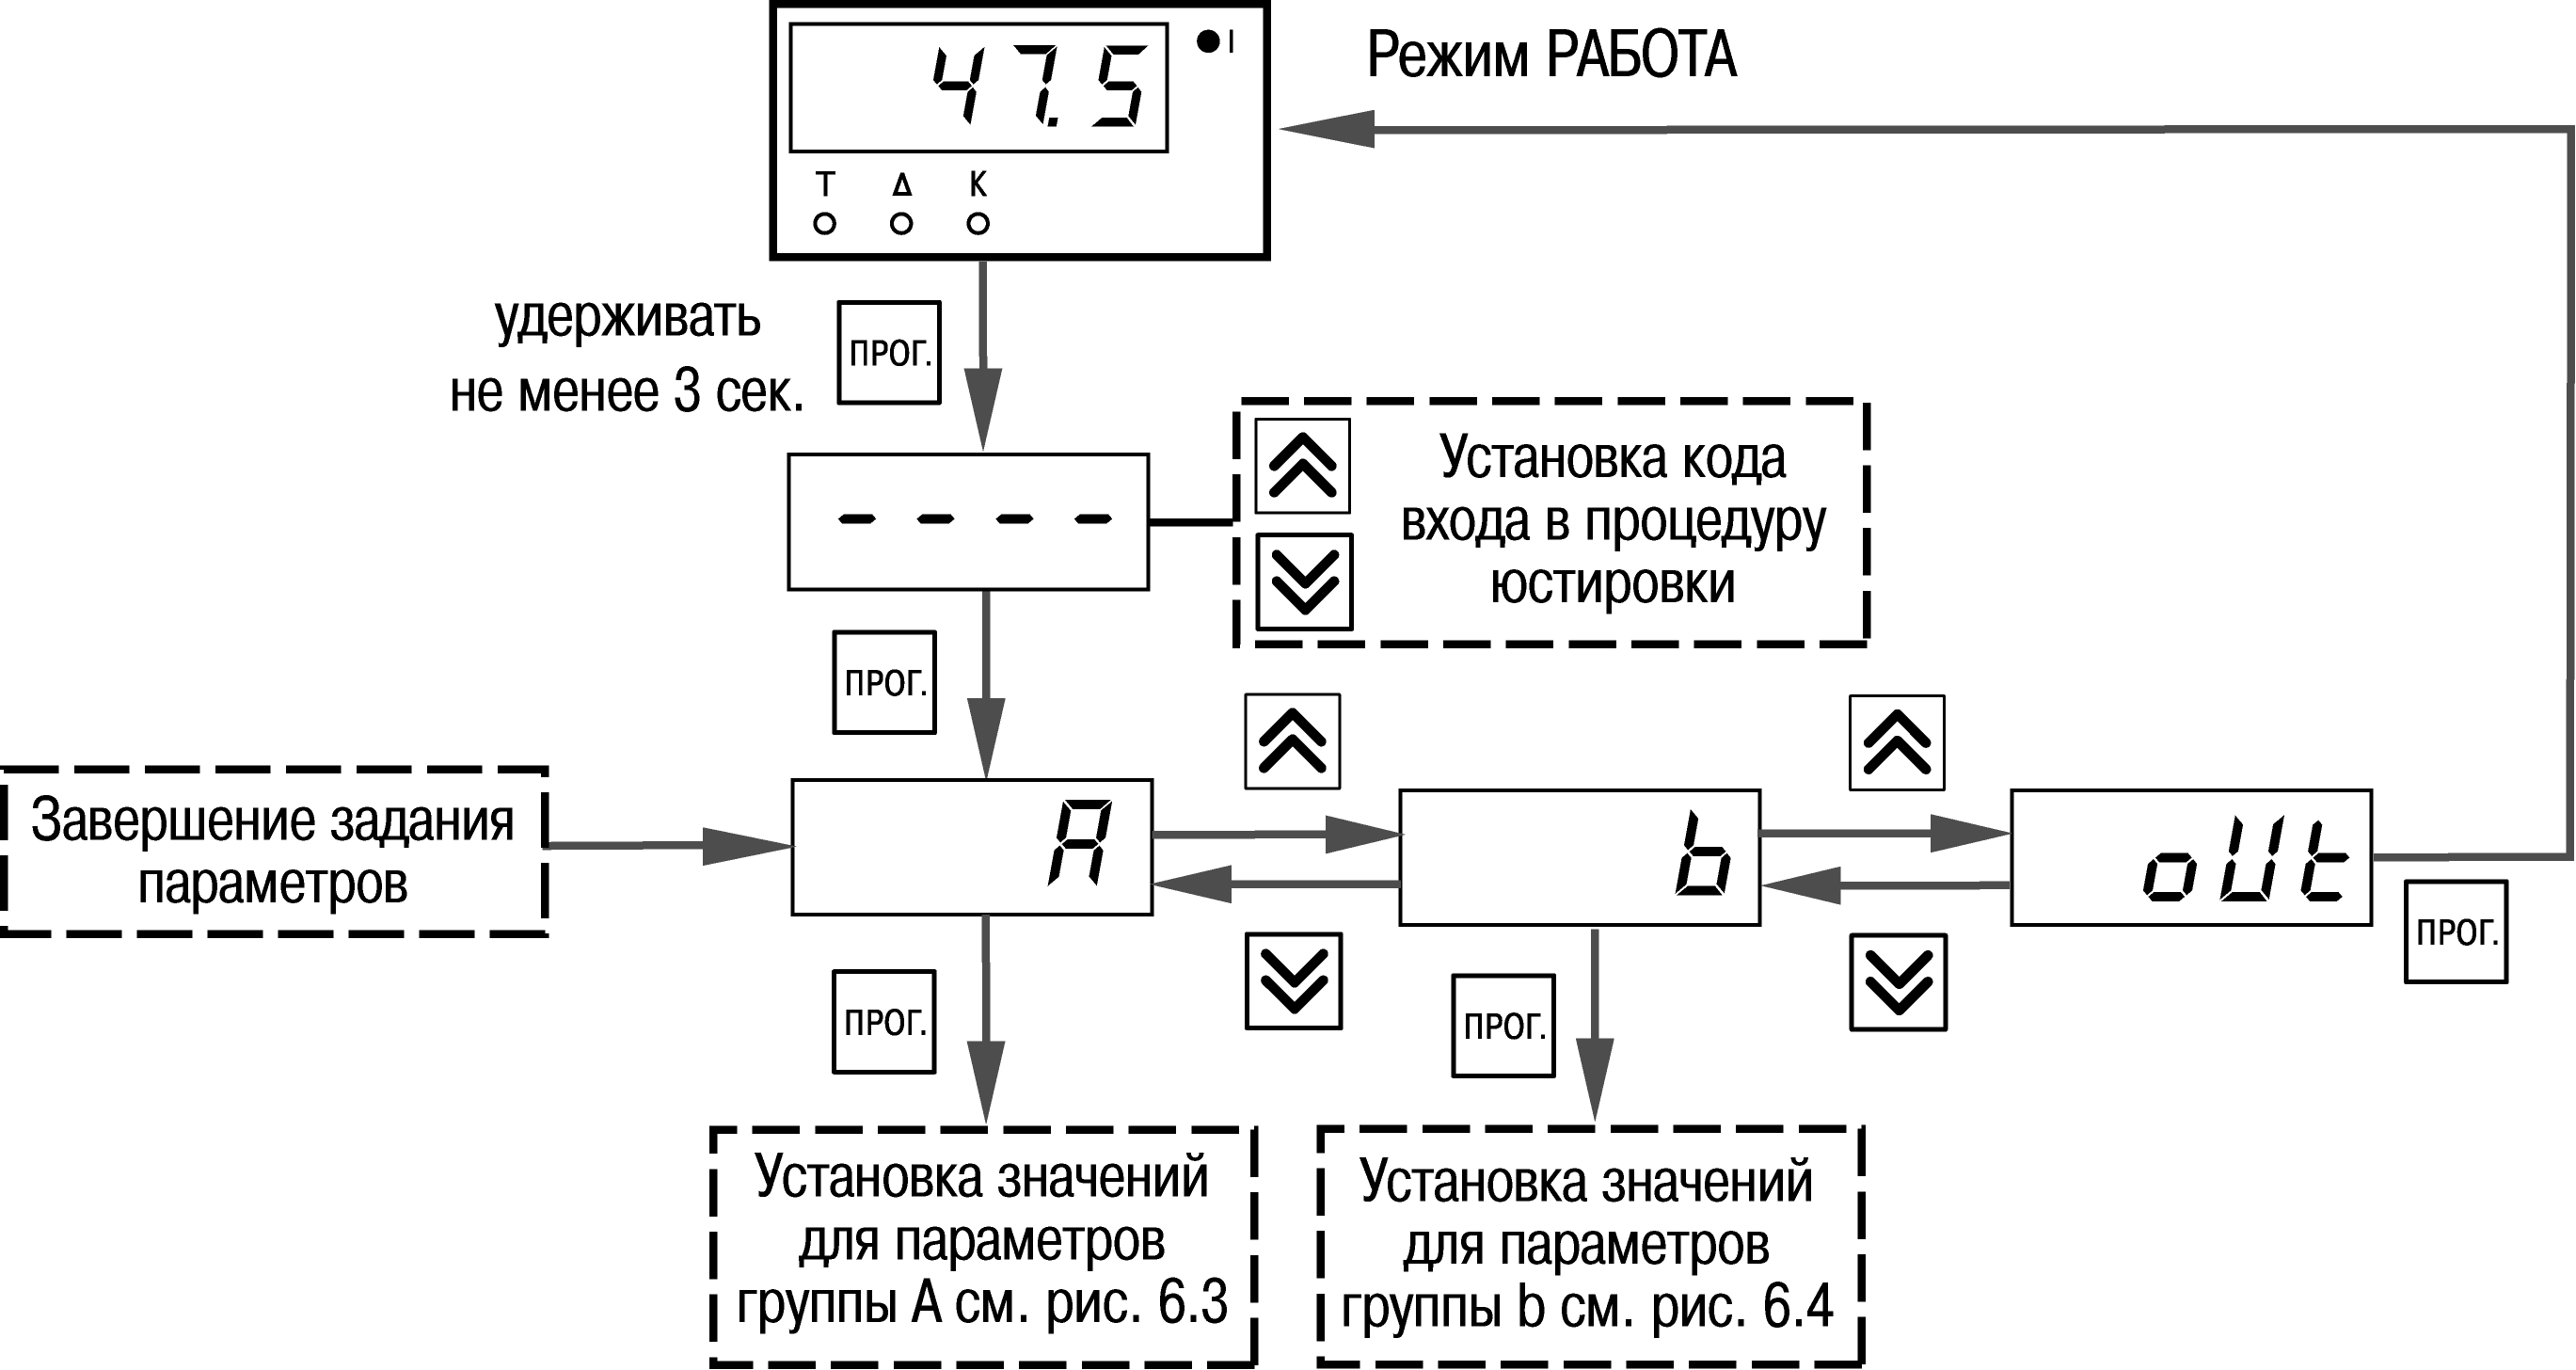 47.5
I
Режим РАБОТА
T Δ K
удерживать
не менее 3 сек.
ПРОГ.
- - - -
Установка кода
входа в процедуру
юстировки
ПРОГ.
Завершение задания
параметров
A
b
oUt
ПРОГ.
ПРОГ.
ПРОГ.
Установка значений
для параметров
группы А см. рис. 6.3
Установка значений
для параметров
группы b см. рис. 6.4